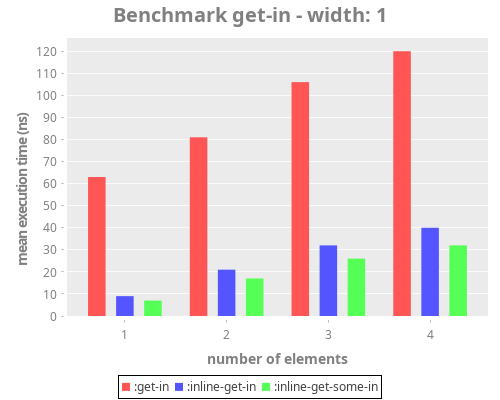 Benchmark get-in - width: 1
mean execution time (ns)
120
110
100
90
80
70
60
50
40
30
20
10
0
1 2 3 4
number of elements
:get-in :inline-get-in :inline-get-some-in